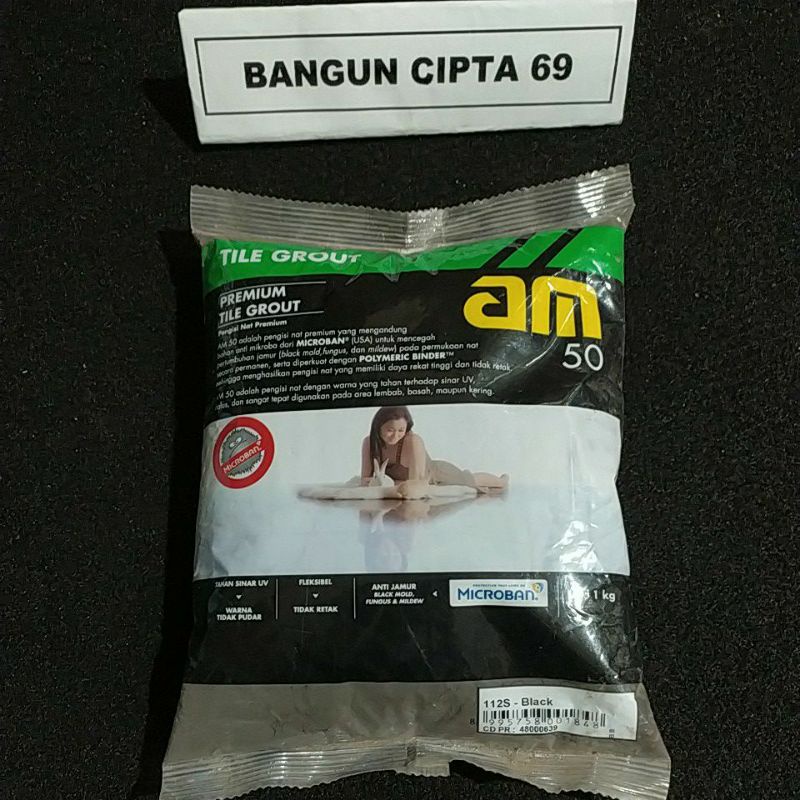 BANGUN CIPTA 69
TILE GROUT
am
50
PREMIUM
TILE GROUT
Pengisi Nat Premium
AM 50 adalah pengisi nat premium yang mengandung
bahan anti mikroba dari MICROBAN® (USA) untuk mencegah
pertumbuhan jamur (black mold,fungus, dan mildew) pada permukaan nat
secara permanen, serta diperkuat dengan POLYMERIC BINDER™
sehingga menghasilkan pengisi nat yang memiliki daya rekat tinggi dan tidak retak.
AM 50 adalah pengisi nat dengan warna yang tahan terhadap sinar UV,
dan sangat tepat digunakan pada area lembab, basah, maupun kering.
MICROBAN
TAHAN SINAR UV
WARNA
TIDAK PUDAR
FLEKSIBEL
TIDAK RETAK
ANTI JAMUR
BLACK MOLD,
FUNGUS & MILDEW
MICROBAN
1 kg
112S - Black
8 995758 001848
CD PR : 48000639